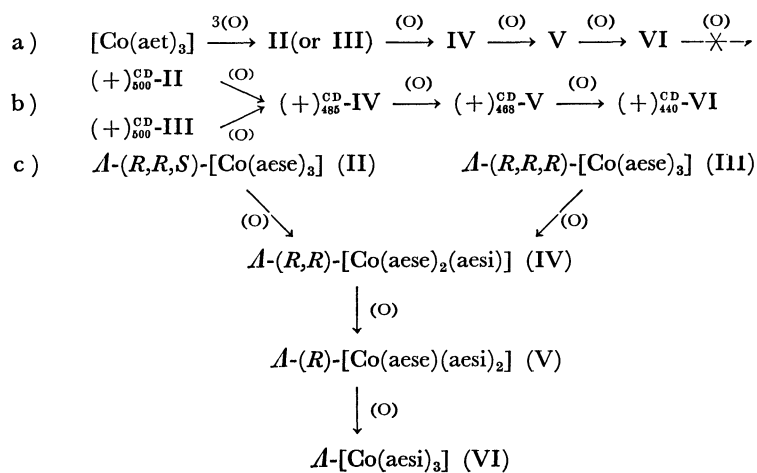 a) [Co(aet)₃] 3(O) → II(or III) (O) → IV (O) → V (O) → VI (O) ✕→
b) (+)ᶜᴰ₅₀₀-II (O)
(+)ᶜᴰ₄₈₅-IV (O) → (+)ᶜᴰ₄₆₈-V (O) → (+)ᶜᴰ₄₄₀-VI
(+)ᶜᴰ₅₀₀-III (O)
c) Λ-(R,R,S)-[Co(aese)₃] (II) Λ-(R,R,R)-[Co(aese)₃] (III)
(O) (O)
Λ-(R,R)-[Co(aese)₂(aesi)] (IV)
(O)
Λ-(R)-[Co(aese)(aesi)₂] (V)
(O)
Λ-[Co(aesi)₃] (VI)